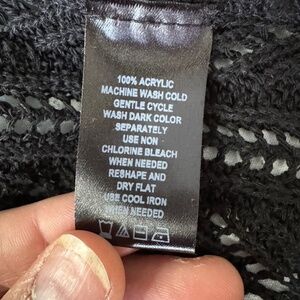 100% ACRYLIC
MACHINE WASH COLD
GENTLE CYCLE
WASH DARK COLOR
SEPARATELY
USE NON
CHLORINE BLEACH
WHEN NEEDED
RESHAPE AND
DRY FLAT
USE COOL IRON
WHEN NEEDED